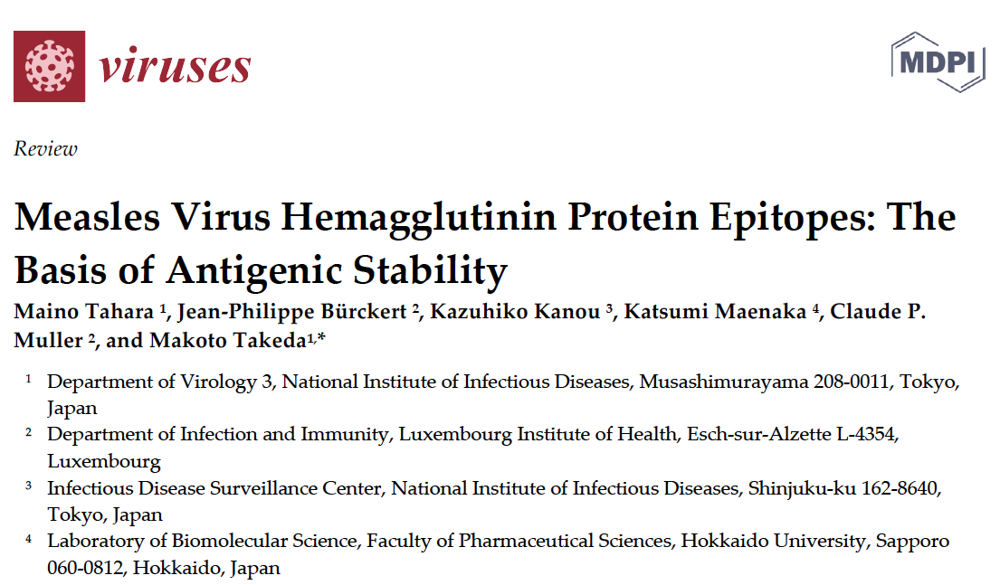 viruses
MDPI
Review
Measles Virus Hemagglutinin Protein Epitopes: The
Basis of Antigenic Stability
Maino Tahara ¹, Jean-Philippe Bürckert ², Kazuhiko Kanou ³, Katsumi Maenaka ⁴, Claude P.
Muller ², and Makoto Takeda¹,*
¹ Department of Virology 3, National Institute of Infectious Diseases, Musashimurayama 208-0011, Tokyo,
Japan
² Department of Infection and Immunity, Luxembourg Institute of Health, Esch-sur-Alzette L-4354,
Luxembourg
³ Infectious Disease Surveillance Center, National Institute of Infectious Diseases, Shinjuku-ku 162-8640,
Tokyo, Japan
⁴ Laboratory of Biomolecular Science, Faculty of Pharmaceutical Sciences, Hokkaido University, Sapporo
060-0812, Hokkaido, Japan